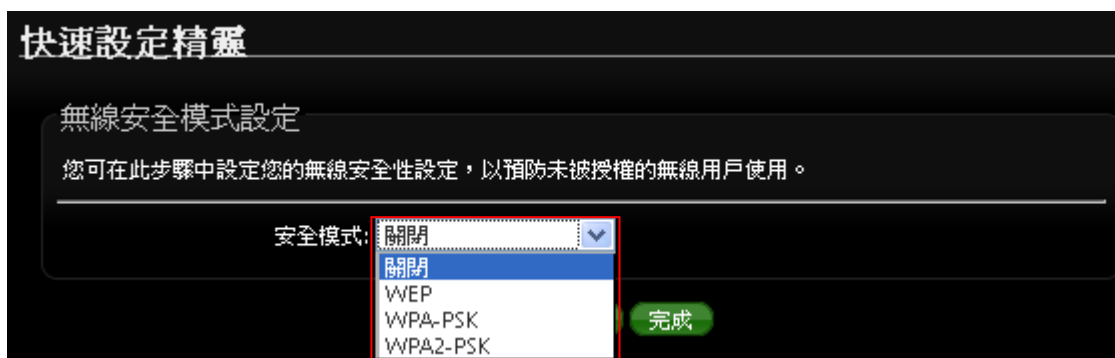 快速設定精靈
無線安全模式設定
您可在此步驟中設定您的無線安全性設定,以預防未被授權的無線用戶使用。
安全模式: 關閉
關閉
WEP
WPA-PSK
WPA2-PSK
完成